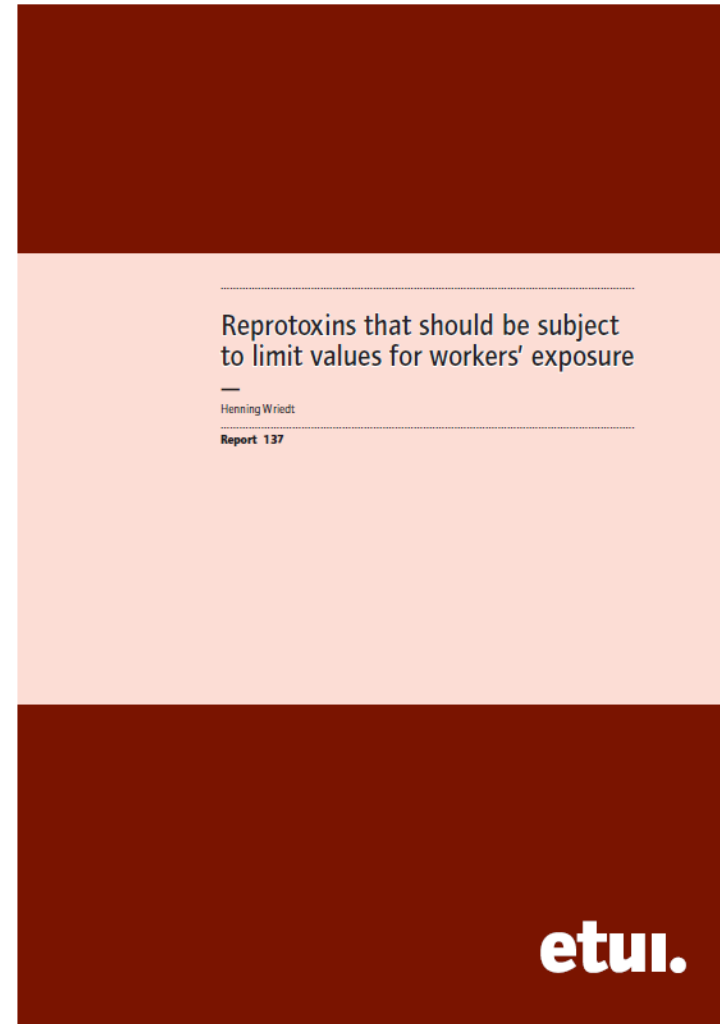 Reprotoxins that should be subject
to limit values for workers’ exposure
—
Henning Wriedt
Report 137
etui.